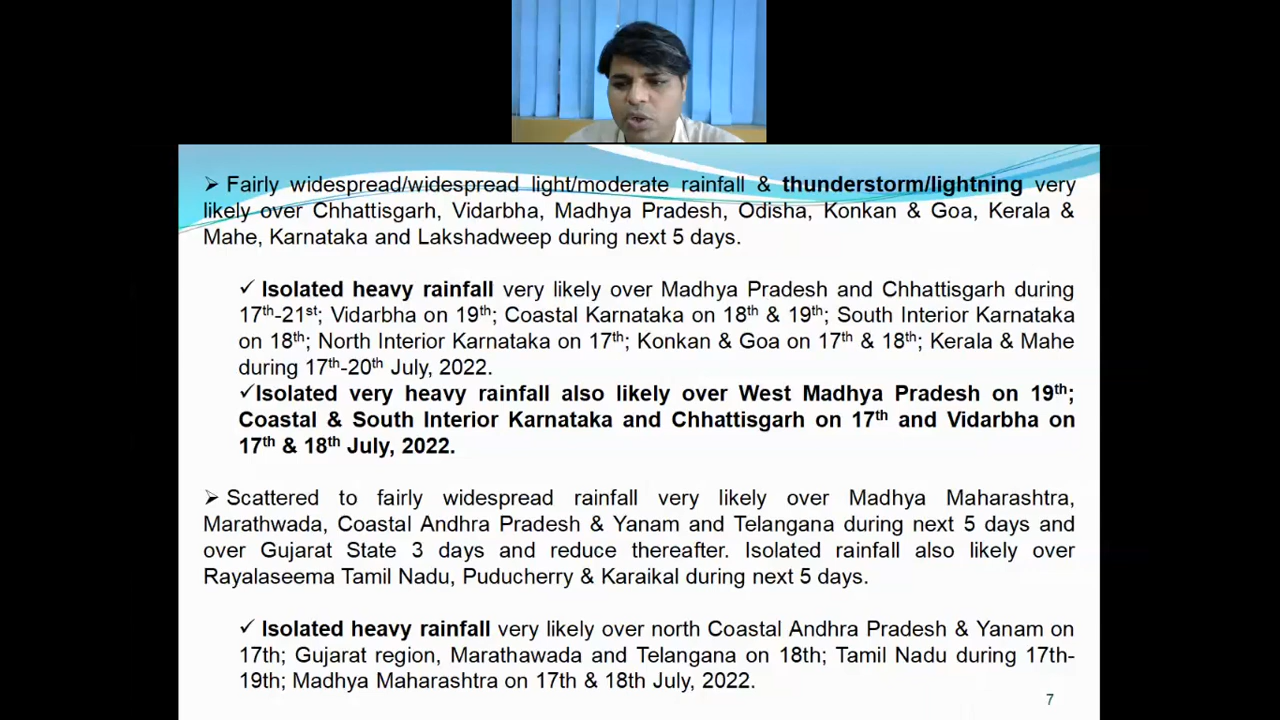 ➢ Fairly widespread/widespread light/moderate rainfall & thunderstorm/lightning very
likely over Chhattisgarh, Vidarbha, Madhya Pradesh, Odisha, Konkan & Goa, Kerala &
Mahe, Karnataka and Lakshadweep during next 5 days.
✓ Isolated heavy rainfall very likely over Madhya Pradesh and Chhattisgarh during
17th-21st; Vidarbha on 19th; Coastal Karnataka on 18th & 19th; South Interior Karnataka
on 18th; North Interior Karnataka on 17th; Konkan & Goa on 17th & 18th; Kerala & Mahe
during 17th-20th July, 2022.
✓Isolated very heavy rainfall also likely over West Madhya Pradesh on 19th;
Coastal & South Interior Karnataka and Chhattisgarh on 17th and Vidarbha on
17th & 18th July, 2022.
➢ Scattered to fairly widespread rainfall very likely over Madhya Maharashtra,
Marathwada, Coastal Andhra Pradesh & Yanam and Telangana during next 5 days and
over Gujarat State 3 days and reduce thereafter. Isolated rainfall also likely over
Rayalaseema Tamil Nadu, Puducherry & Karaikal during next 5 days.
✓ Isolated heavy rainfall very likely over north Coastal Andhra Pradesh & Yanam on
17th; Gujarat region, Marathawada and Telangana on 18th; Tamil Nadu during 17th-
19th; Madhya Maharashtra on 17th & 18th July, 2022.
7